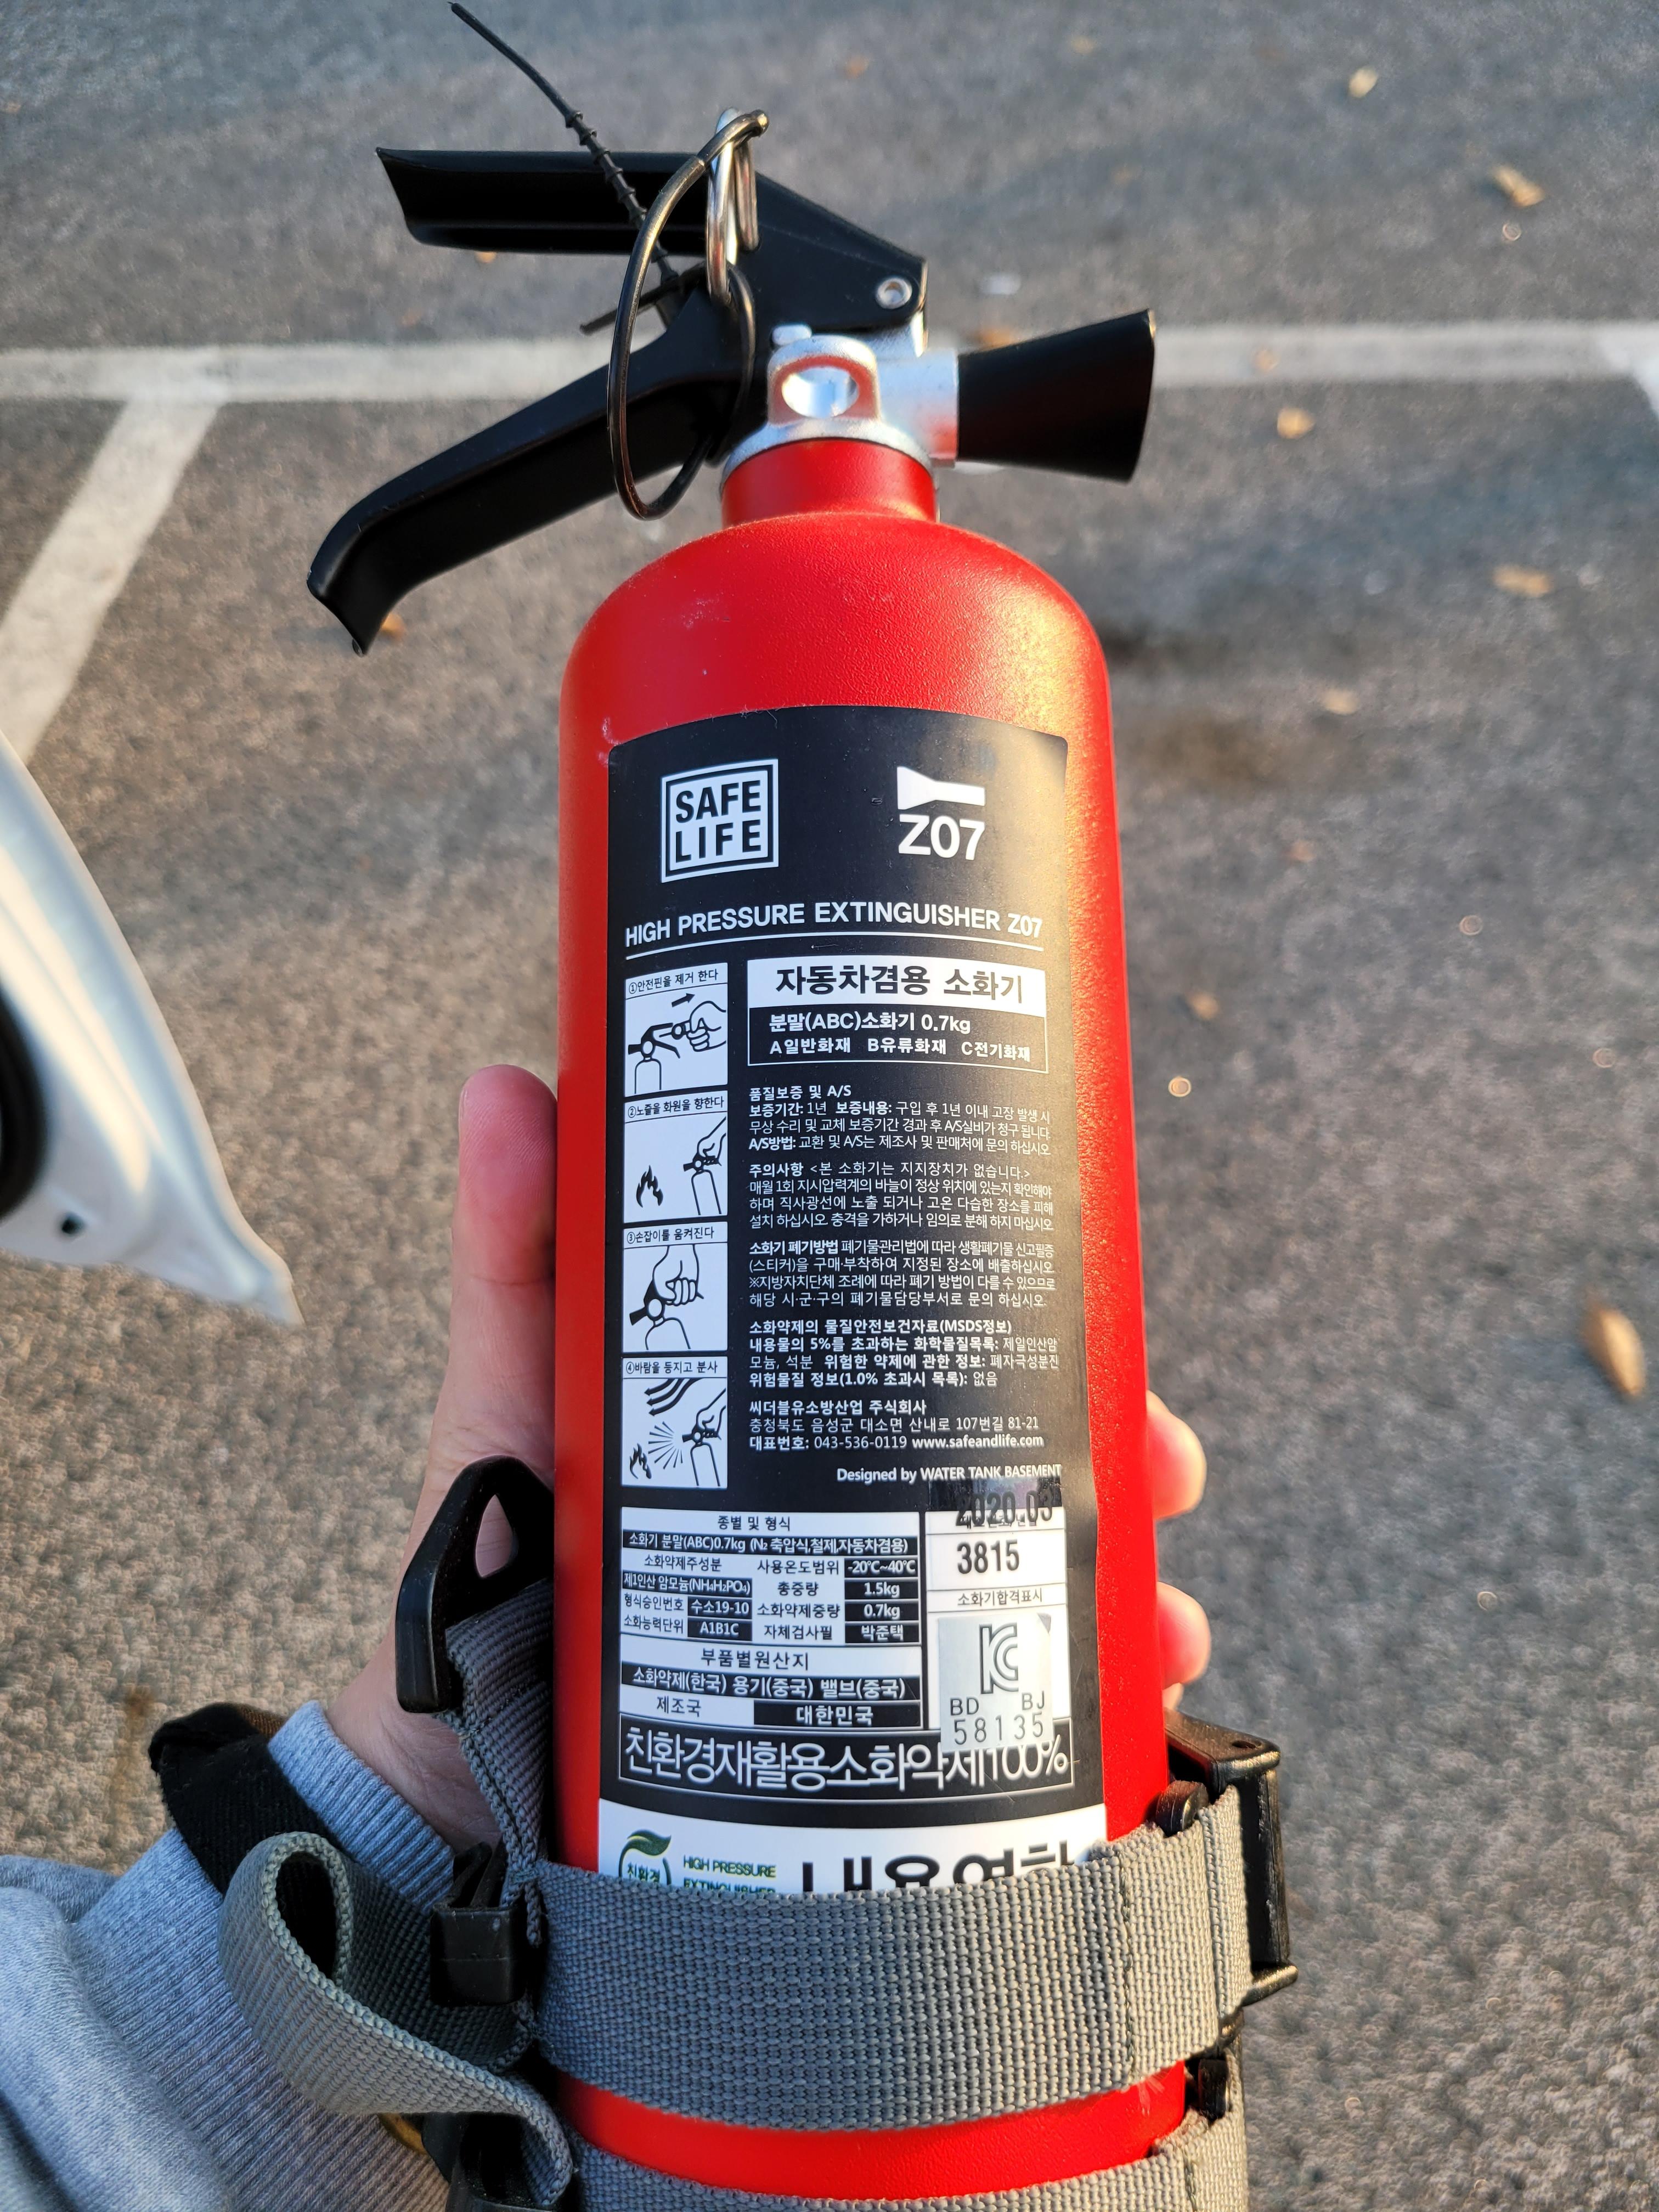 SAFE
LIFE
Z07
HIGH PRESSURE EXTINGUISHER Z07
①안전핀을 제거 한다
②노즐을 화원을 향한다
③손잡이를 움켜진다
④바람을 등지고 분사
자동차겸용 소화기
분말(ABC)소화기 0.7kg
A일반화재 B유류화재 C전기화재
품질보증 및 A/S
보증기간: 1년 보증내용: 구입 후 1년 이내 고장 발생 시
무상 수리 및 교체 보증기간 경과 후 A/S실비가 청구 됩니다.
A/S방법: 교환 및 A/S는 제조사 및 판매처에 문의 하십시오.
주의사항 <본 소화기는 지지장치가 없습니다.>
매월 1회 지시압력계의 바늘이 정상 위치에 있는지 확인해야
하며 직사광선에 노출 되거나 고온 다습한 장소를 피해
설치 하십시오. 충격을 가하거나 임의로 분해 하지 마십시오.
소화기 폐기방법 폐기물관리법에 따라 생활폐기물 신고필증
(스티커)을 구매·부착하여 지정된 장소에 배출하십시오.
※지방자치단체 조례에 따라 폐기 방법이 다를 수 있으므로
해당 시·군·구의 폐기물담당부서로 문의 하십시오.
소화약제의 물질안전보건자료(MSDS정보)
내용물의 5%를 초과하는 화학물질목록: 제일인산암
모늄, 석분 위험한 약제에 관한 정보: 폐자극성분진
위험물질 정보(1.0% 초과시 목록): 없음
씨더블유소방산업 주식회사
충청북도 음성군 대소면 산내로 107번길 81-21
대표번호: 043-536-0119 www.safeandlife.com
Designed by WATER TANK BASEMENT
종별 및 형식
소화기 분말(ABC)0.7kg (N₂ 축압식,철제,자동차겸용)
소화약제주성분 사용온도범위 -20℃~40℃
제1인산 암모늄(NH₄H₂PO₄) 총중량 1.5kg
형식승인번호 수소19-10 소화약제중량 0.7kg
소화능력단위 A1B1C 자체검사필 박준택
부품별원산지
소화약제(한국) 용기(중국) 밸브(중국)
제조국 대한민국
2020.03
3815
소화기합격표시
KC
BD BJ
58135
친환경재활용소화약제100%
친환경
HIGH PRESSURE
EXTINGUISHER